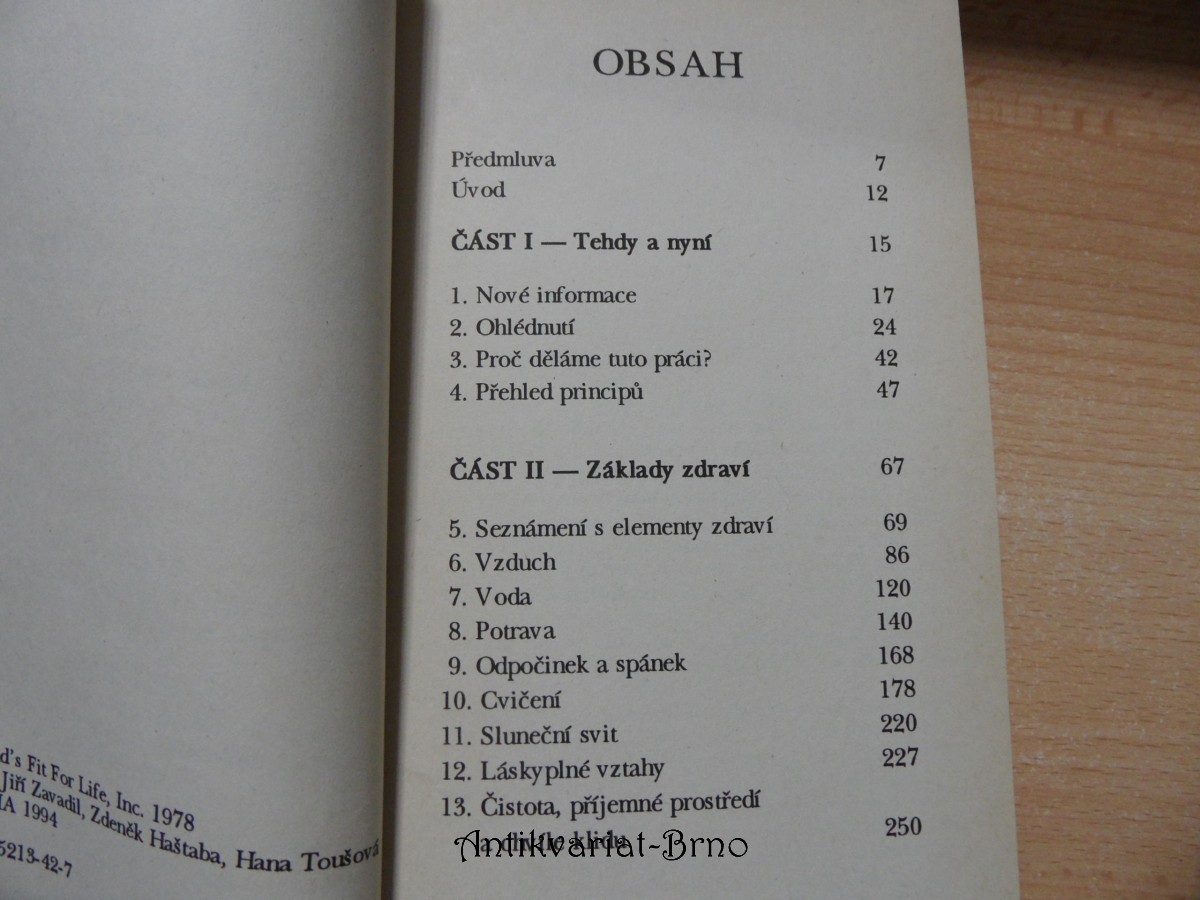 OBSAH
Předmluva 7
Úvod 12
ČÁST I — Tehdy a nyní 15
1. Nové informace 17
2. Ohlédnutí 24
3. Proč děláme tuto práci? 42
4. Přehled principů 47
ČÁST II — Základy zdraví 67
5. Seznámení s elementy zdraví 69
6. Vzduch 86
7. Voda 120
8. Potrava 140
9. Odpočinek a spánek 168
10. Cvičení 178
11. Sluneční svit 220
12. Láskyplné vztahy 227
13. Čistota, příjemné prostředí
a chvíle klidu 250
Antikvariat-Brno
d's Fit For Life, Inc. 1978
Jiří Zavadil, Zdeněk Haštaba, Hana Toušová
IA 1994
5213-42-7